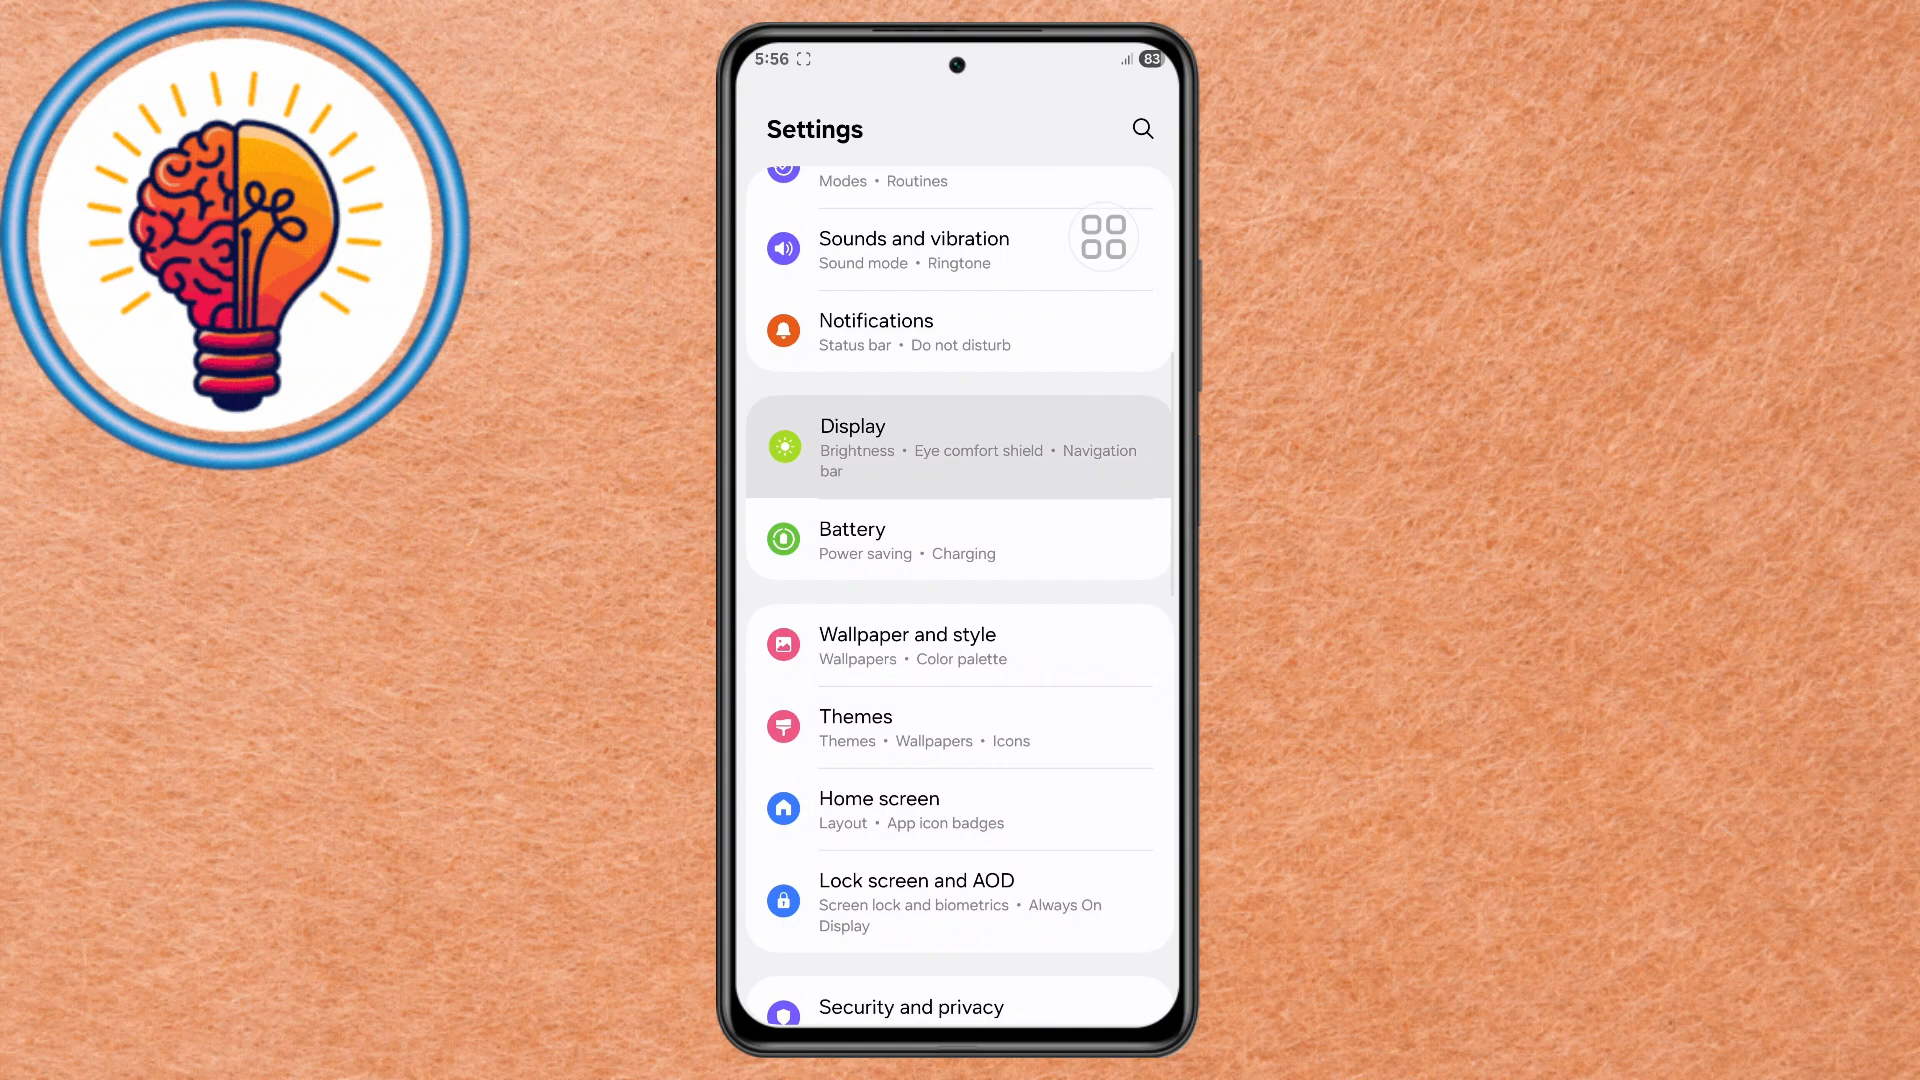 5:56
83
Settings
Modes • Routines
Sounds and vibration
Sound mode • Ringtone
Notifications
Status bar • Do not disturb
Display
Brightness • Eye comfort shield • Navigation
bar
Battery
Power saving • Charging
Wallpaper and style
Wallpapers • Color palette
Themes
Themes • Wallpapers • Icons
Home screen
Layout • App icon badges
Lock screen and AOD
Screen lock and biometrics • Always On
Display
Security and privacy